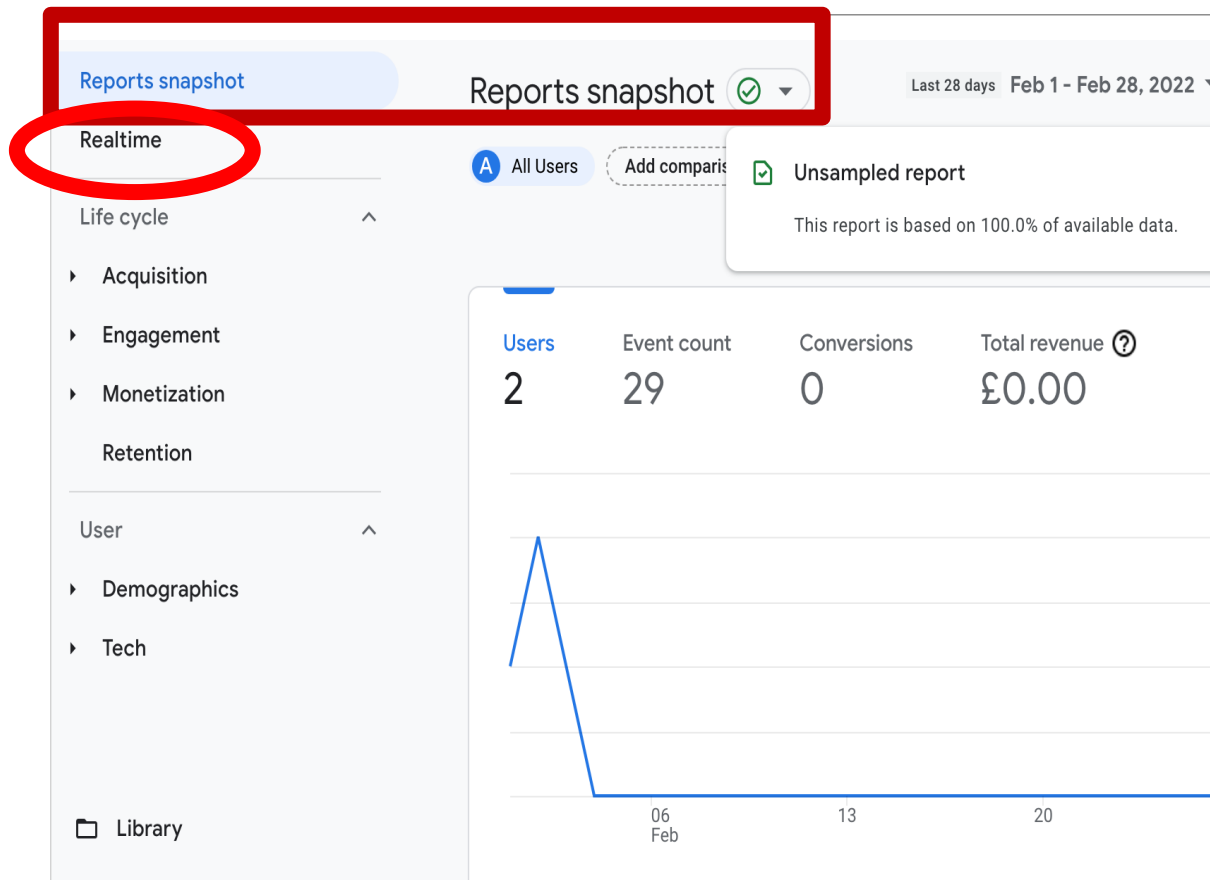 Reports snapshot
Realtime
Life cycle
Acquisition
Engagement
Monetization
Retention
User
Demographics
Tech
Library
Reports snapshot
Last 28 days Feb 1 - Feb 28, 2022
A All Users
Add comparis
Unsampled report
This report is based on 100.0% of available data.
Users Event count Conversions Total revenue ?
2 29 0 £0.00
06 13 20
Feb